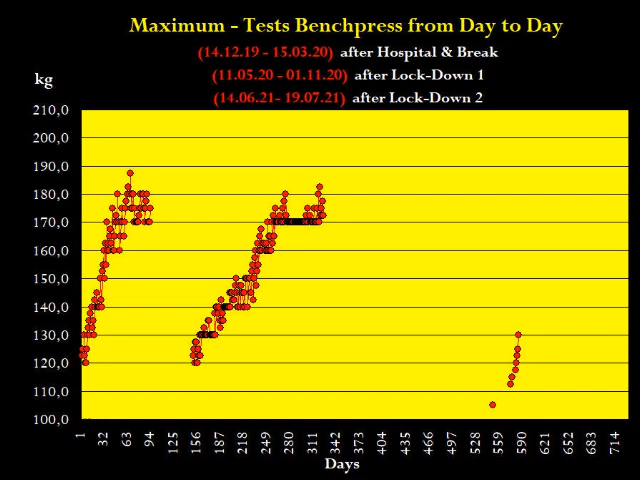 Maximum - Tests Benchpress from Day to Day
(14.12.19 - 15.03.20) after Hospital & Break
(11.05.20 - 01.11.20) after Lock-Down 1
(14.06.21- 19.07.21) after Lock-Down 2
kg
210,0
200,0
190,0
180,0
170,0
160,0
150,0
140,0
130,0
120,0
110,0
100,0
1 32 63 94 125 156 187 218 249 280 311 342 373 404 435 466 497 528 559 590 621 652 683 714
Days